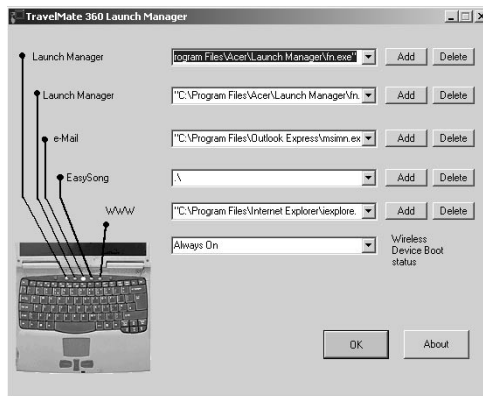 TravelMate 360 Launch Manager
Launch Manager
rogram Files\Acer\Launch Manager\fn.exe"
Add
Delete
Launch Manager
"C:\Program Files\Acer\Launch Manager\fn.
Add
Delete
e-Mail
"C:\Program Files\Outlook Express\msimn.ex
Add
Delete
EasySong
.\
Add
Delete
WWW
"C:\Program Files\Internet Explorer\iexplore.
Add
Delete
Always On
Wireless
Device Boot
status
OK
About